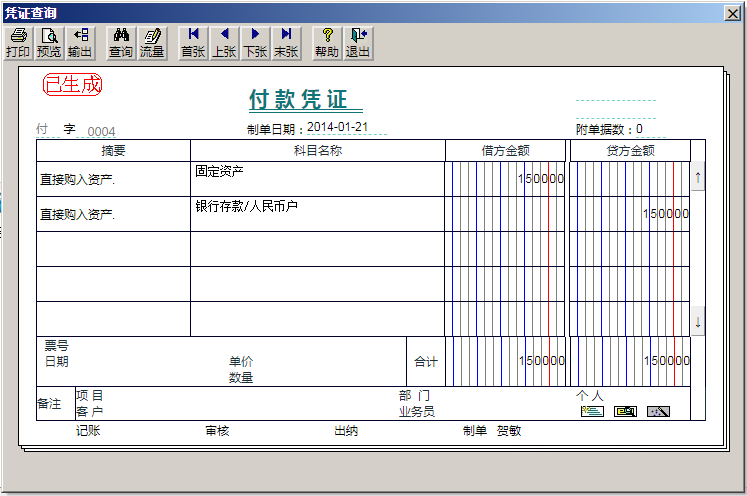 凭证查询
打印 预览 输出 查询 流量 首张 上张 下张 末张 帮助 退出
已生成
付款凭证
付 字 0004 制单日期：2014-01-21 附单据数：0
摘要 科目名称 借方金额 贷方金额
直接购入资产. 固定资产 150000
直接购入资产. 银行存款/人民币户 150000
票号
日期 单价 合计 150000 150000
数量
备注 项目 部 门 个人
客户 业务员
记账 审核 出纳 制单 贺敏